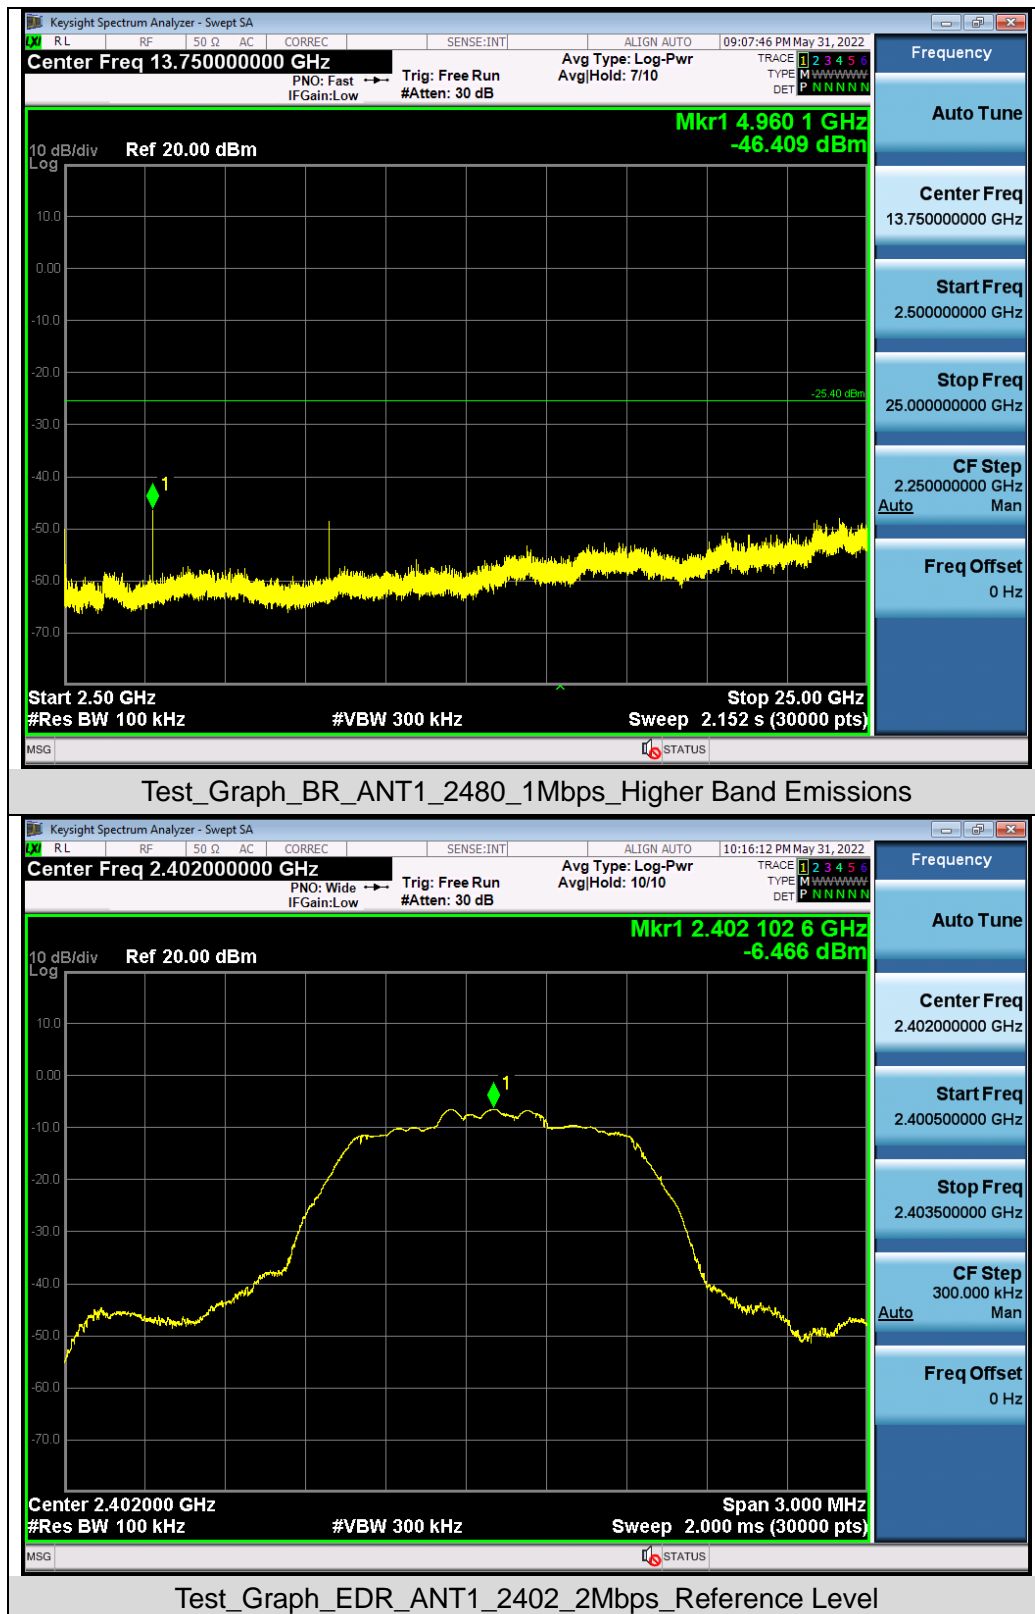 Keysight Spectrum Analyzer - Swept SA
LXI RL RF 50 Ω AC CORREC SENSE:INT ALIGN AUTO 09:07:46 PM May 31, 2022
Center Freq 13.750000000 GHz
PNO: Fast
IFGain:Low
Trig: Free Run
#Atten: 30 dB
Avg Type: Log-Pwr
Avg|Hold: 7/10
TRACE 1 2 3 4 5 6
TYPE M WWWWW
DET P N N N N N
Mkr1 4.960 1 GHz
-46.409 dBm
10 dB/div Ref 20.00 dBm
Log
10.0
0.00
-10.0
-20.0
-25.40 dBm
-30.0
-40.0
1
-50.0
-60.0
-70.0
Start 2.50 GHz Stop 25.00 GHz
#Res BW 100 kHz #VBW 300 kHz Sweep 2.152 s (30000 pts)
MSG STATUS
Frequency
Auto Tune
Center Freq
13.750000000 GHz
Start Freq
2.500000000 GHz
Stop Freq
25.000000000 GHz
CF Step
2.250000000 GHz
Auto Man
Freq Offset
0 Hz
Test_Graph_BR_ANT1_2480_1Mbps_Higher Band Emissions
Keysight Spectrum Analyzer - Swept SA
LXI RL RF 50 Ω AC CORREC SENSE:INT ALIGN AUTO 10:16:12 PM May 31, 2022
Center Freq 2.402000000 GHz
PNO: Wide
IFGain:Low
Trig: Free Run
#Atten: 30 dB
Avg Type: Log-Pwr
Avg|Hold: 10/10
TRACE 1 2 3 4 5 6
TYPE M WWWWW
DET P N N N N N
Mkr1 2.402 102 6 GHz
-6.466 dBm
10 dB/div Ref 20.00 dBm
Log
10.0
0.00
1
-10.0
-20.0
-30.0
-40.0
-50.0
-60.0
-70.0
Center 2.402000 GHz Span 3.000 MHz
#Res BW 100 kHz #VBW 300 kHz Sweep 2.000 ms (30000 pts)
MSG STATUS
Frequency
Auto Tune
Center Freq
2.402000000 GHz
Start Freq
2.400500000 GHz
Stop Freq
2.403500000 GHz
CF Step
300.000 kHz
Auto Man
Freq Offset
0 Hz
Test_Graph_EDR_ANT1_2402_2Mbps_Reference Level